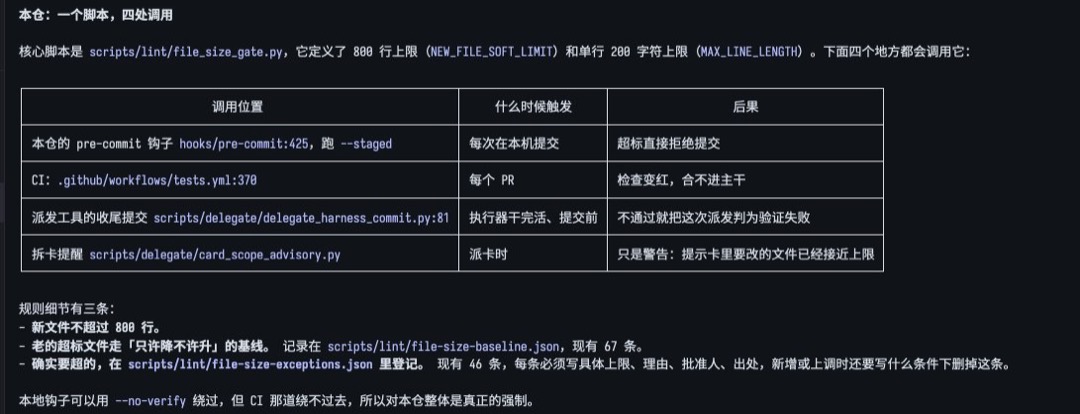 本仓：一个脚本，四处调用
核心脚本是 scripts/lint/file_size_gate.py，它定义了 800 行上限（NEW_FILE_SOFT_LIMIT）和单行 200 字符上限（MAX_LINE_LENGTH）。下面四个地方都会调用它：
调用位置 什么时候触发 后果
本仓的 pre-commit 钩子 hooks/pre-commit:425，跑 --staged 每次在本机提交 超标直接拒绝提交
CI：.github/workflows/tests.yml:370 每个 PR 检查变红，合不进主干
派发工具的收尾提交 scripts/delegate/delegate_harness_commit.py:81 执行器干完活、提交前 不通过就把这次派发判为验证失败
拆卡提醒 scripts/delegate/card_scope_advisory.py 派卡时 只是警告：提示卡里要改的文件已经接近上限
规则细节有三条：
- 新文件不超过 800 行。
- 老的超标文件走「只许降不许升」的基线。 记录在 scripts/lint/file-size-baseline.json，现有 67 条。
- 确实要超的，在 scripts/lint/file-size-exceptions.json 里登记。 现有 46 条，每条必须写具体上限、理由、批准人、出处，新增或上调时还要写什么条件下删掉这条。
本地钩子可以用 --no-verify 绕过，但 CI 那道绕不过去，所以对本仓整体是真正的强制。